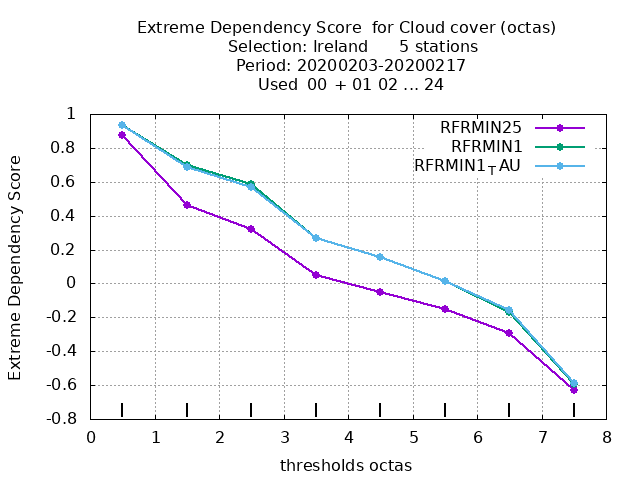 Extreme Dependency Score  for Cloud cover (octas)
Selection: Ireland      5 stations
Period: 20200203-20200217
Used  00  + 01 02 ... 24
RFRMIN25
RFRMIN1
RFRMIN1TAU
Extreme Dependency Score
1
0.8
0.6
0.4
0.2
0
-0.2
-0.4
-0.6
-0.8
0 1 2 3 4 5 6 7 8
thresholds octas